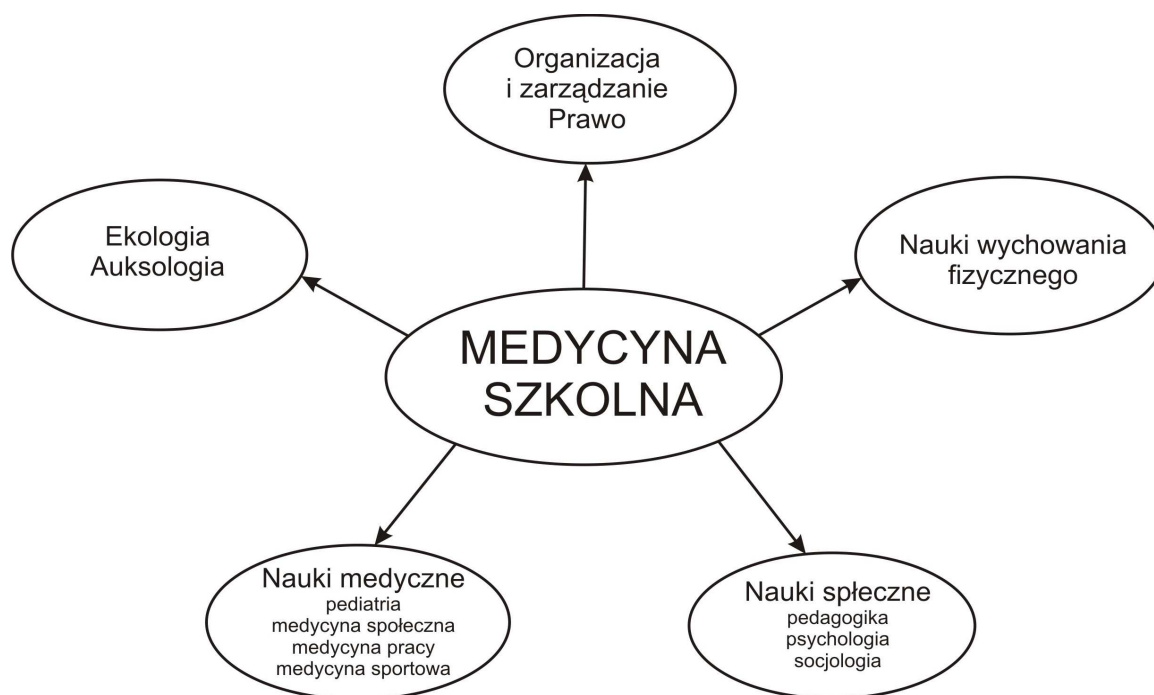 Organizacja
i zarządzanie
Prawo
Ekologia
Auksologia
Nauki wychowania
fizycznego
MEDYCYNA
SZKOLNA
Nauki medyczne
pediatria
medycyna społeczna
medycyna pracy
medycyna sportowa
Nauki spłeczne
pedagogika
psychologia
socjologia